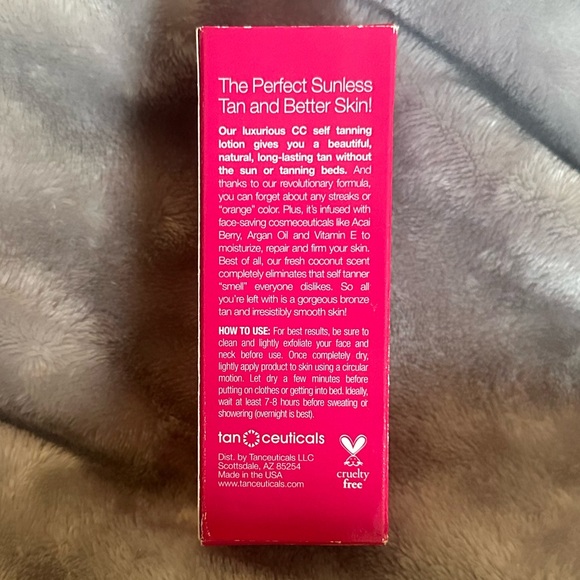 The Perfect Sunless
Tan and Better Skin!
Our luxurious CC self tanning
lotion gives you a beautiful,
natural, long-lasting tan without
the sun or tanning beds. And
thanks to our revolutionary formula,
you can forget about any streaks or
"orange" color. Plus, it's infused with
face-saving cosmeceuticals like Acai
Berry, Argan Oil and Vitamin E to
moisturize, repair and firm your skin.
Best of all, our fresh coconut scent
completely eliminates that self tanner
"smell" everyone dislikes. So all
you're left with is a gorgeous bronze
tan and irresistibly smooth skin!
HOW TO USE: For best results, be sure to
clean and lightly exfoliate your face and
neck before use. Once completely dry,
lightly apply product to skin using a circular
motion. Let dry a few minutes before
putting on clothes or getting into bed. Ideally,
wait at least 7-8 hours before sweating or
showering (overnight is best).
tanceuticals
Dist. by Tanceuticals LLC
Scottsdale, AZ 85254
Made in the USA
www.tanceuticals.com
cruelty
free